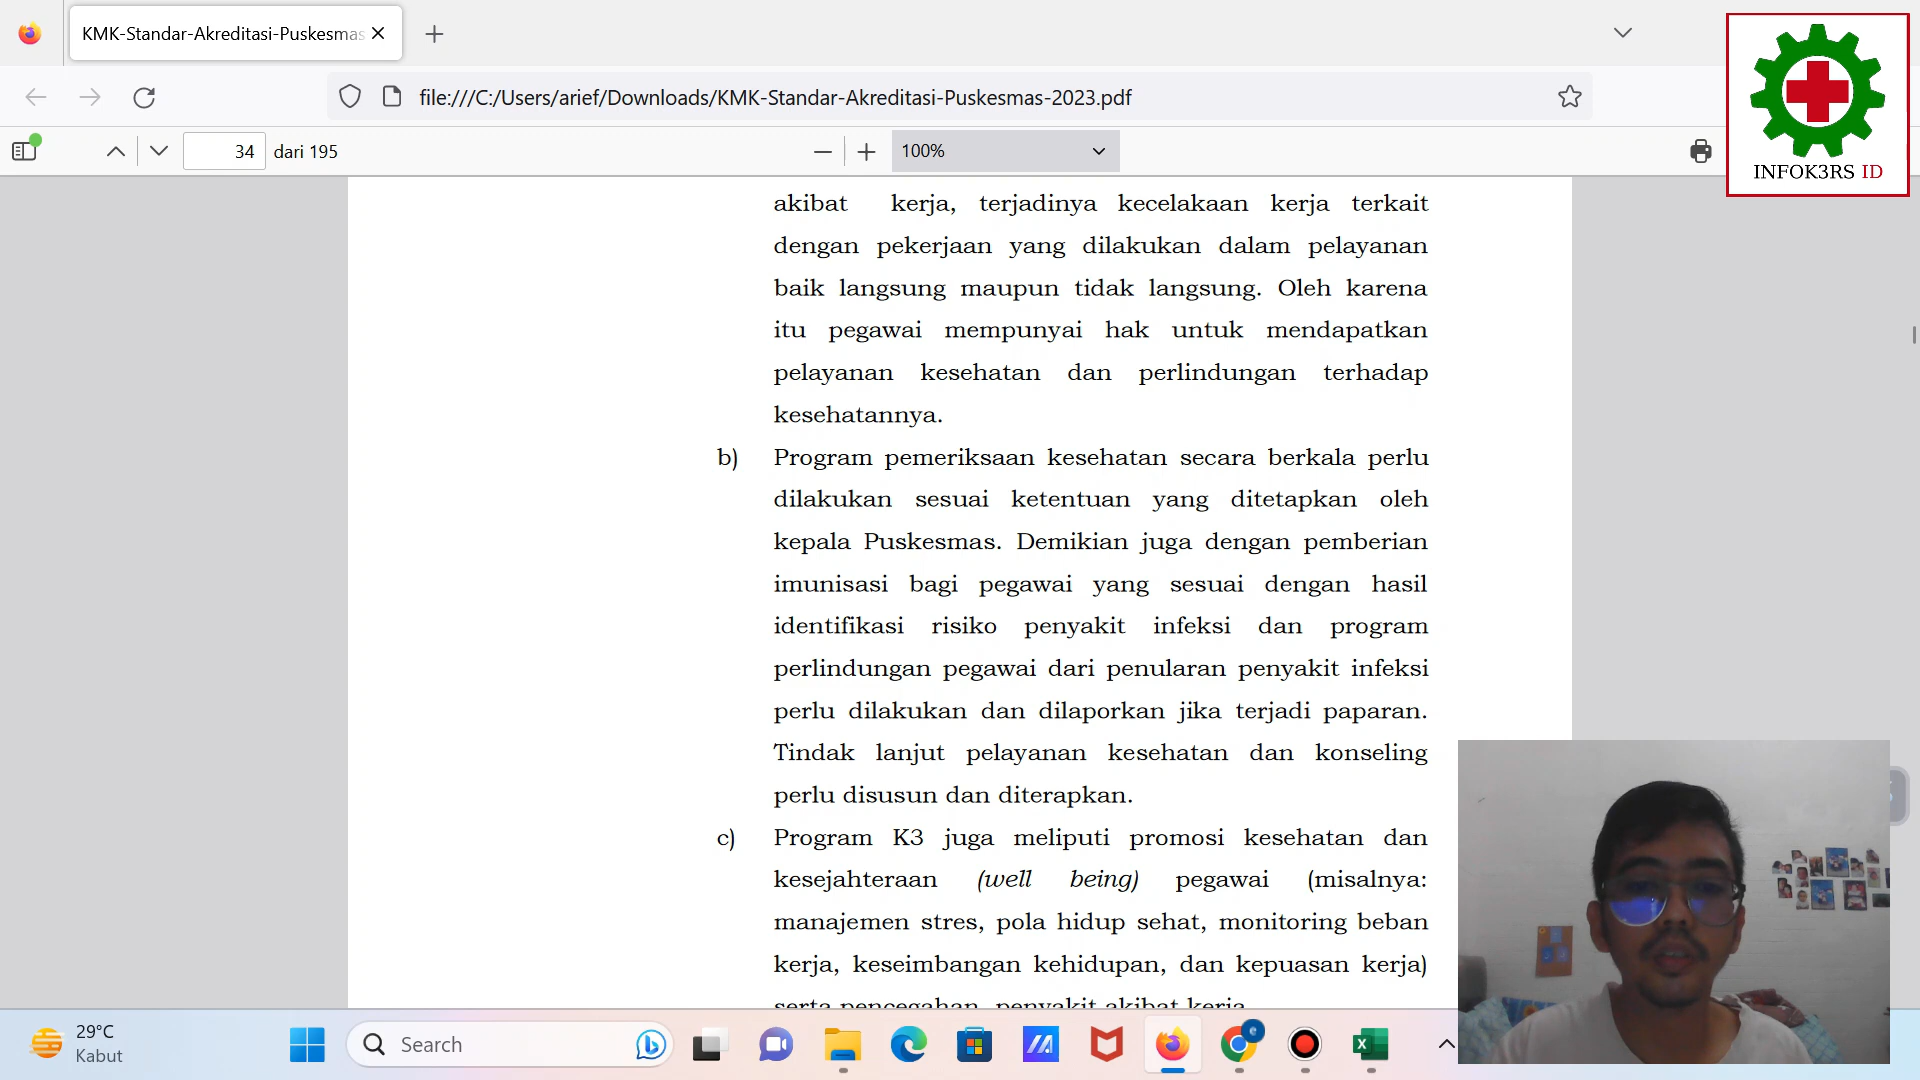 KMK-Standar-Akreditasi-Puskesmas
file:///C:/Users/arief/Downloads/KMK-Standar-Akreditasi-Puskesmas-2023.pdf
34 dari 195
100%
INFOK3RS ID
akibat kerja, terjadinya kecelakaan kerja terkait
dengan pekerjaan yang dilakukan dalam pelayanan
baik langsung maupun tidak langsung. Oleh karena
itu pegawai mempunyai hak untuk mendapatkan
pelayanan kesehatan dan perlindungan terhadap
kesehatannya.
b) Program pemeriksaan kesehatan secara berkala perlu
dilakukan sesuai ketentuan yang ditetapkan oleh
kepala Puskesmas. Demikian juga dengan pemberian
imunisasi bagi pegawai yang sesuai dengan hasil
identifikasi risiko penyakit infeksi dan program
perlindungan pegawai dari penularan penyakit infeksi
perlu dilakukan dan dilaporkan jika terjadi paparan.
Tindak lanjut pelayanan kesehatan dan konseling
perlu disusun dan diterapkan.
c) Program K3 juga meliputi promosi kesehatan dan
kesejahteraan (well being) pegawai (misalnya:
manajemen stres, pola hidup sehat, monitoring beban
kerja, keseimbangan kehidupan, dan kepuasan kerja)
serta pencegahan penyakit akibat kerja
29°C
Kabut
Search